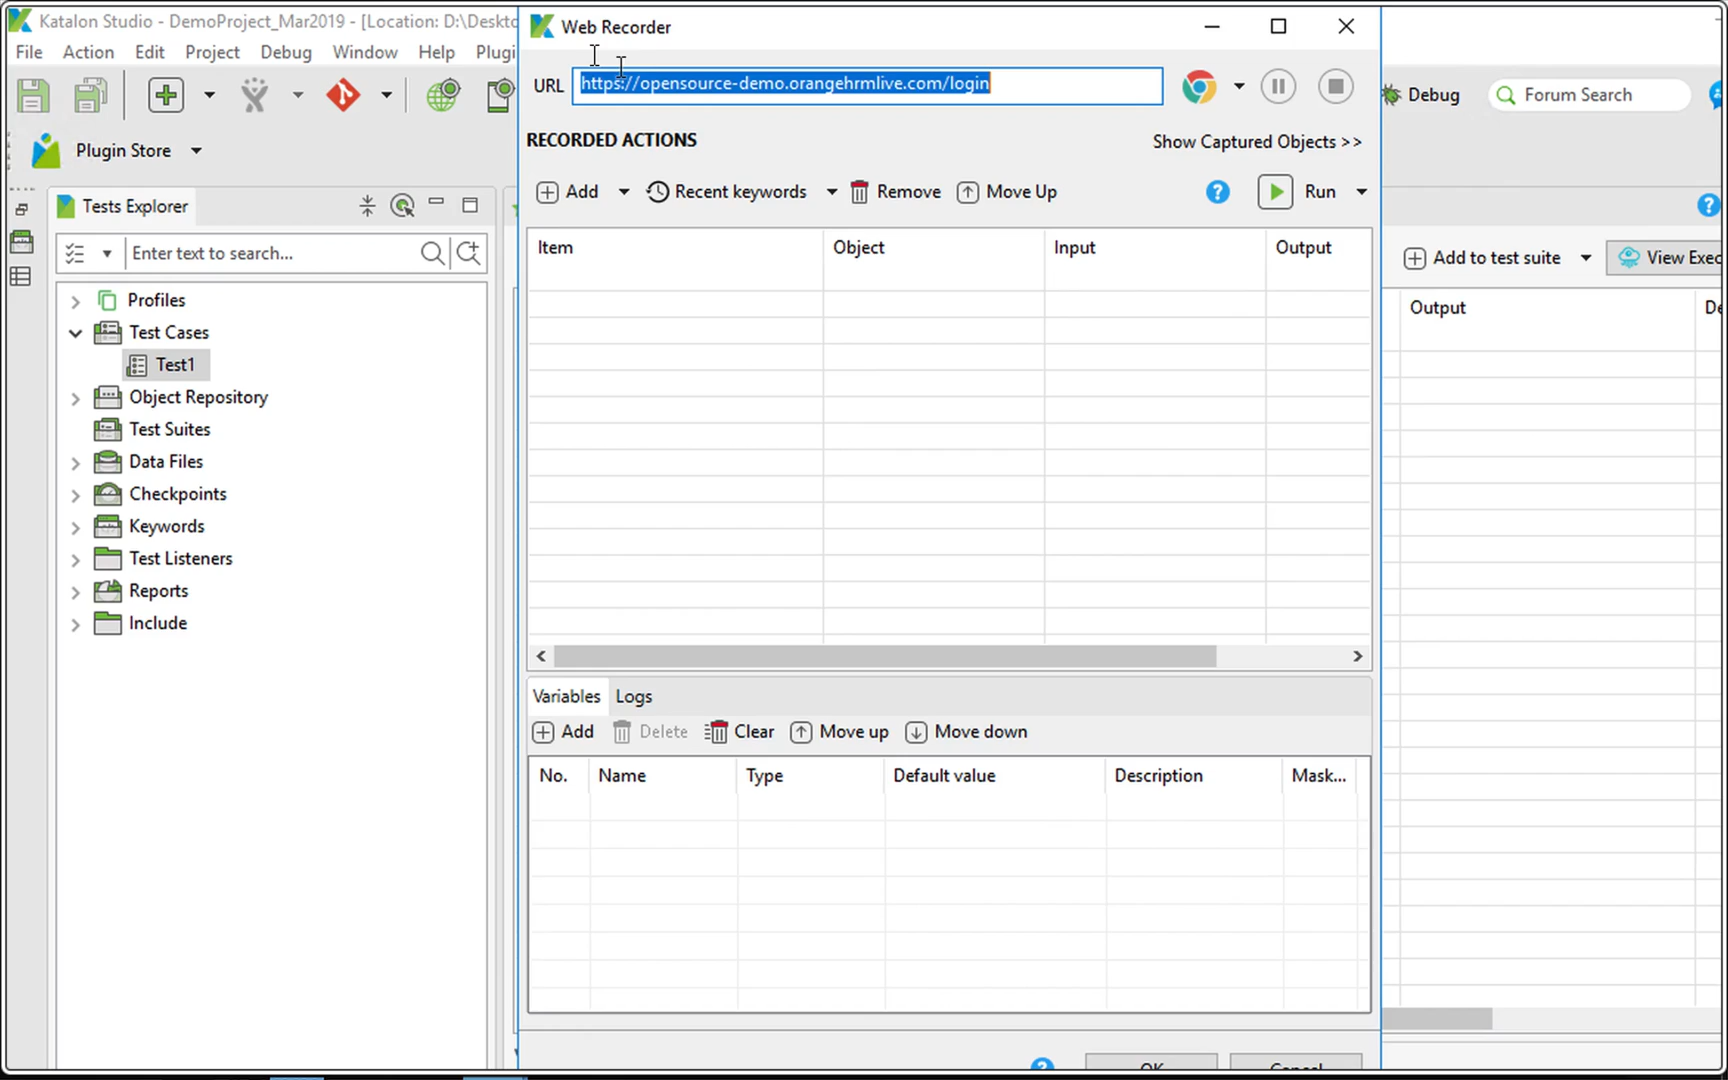 Katalon Studio - DemoProject_Mar2019 - [Location: D:\Deskto
File Action Edit Project Debug Window Help Plugi
Plugin Store
Tests Explorer
Enter text to search...
Profiles
Test Cases
Test1
Object Repository
Test Suites
Data Files
Checkpoints
Keywords
Test Listeners
Reports
Include
Web Recorder
URL https://opensource-demo.orangehrmlive.com/login
RECORDED ACTIONS Show Captured Objects >>
Add Recent keywords Remove Move Up ? Run
Item Object Input Output
Variables Logs
Add Delete Clear Move up Move down
No. Name Type Default value Description Mask...
OK Cancel
Debug Forum Search
?
Add to test suite View Exec
Output De